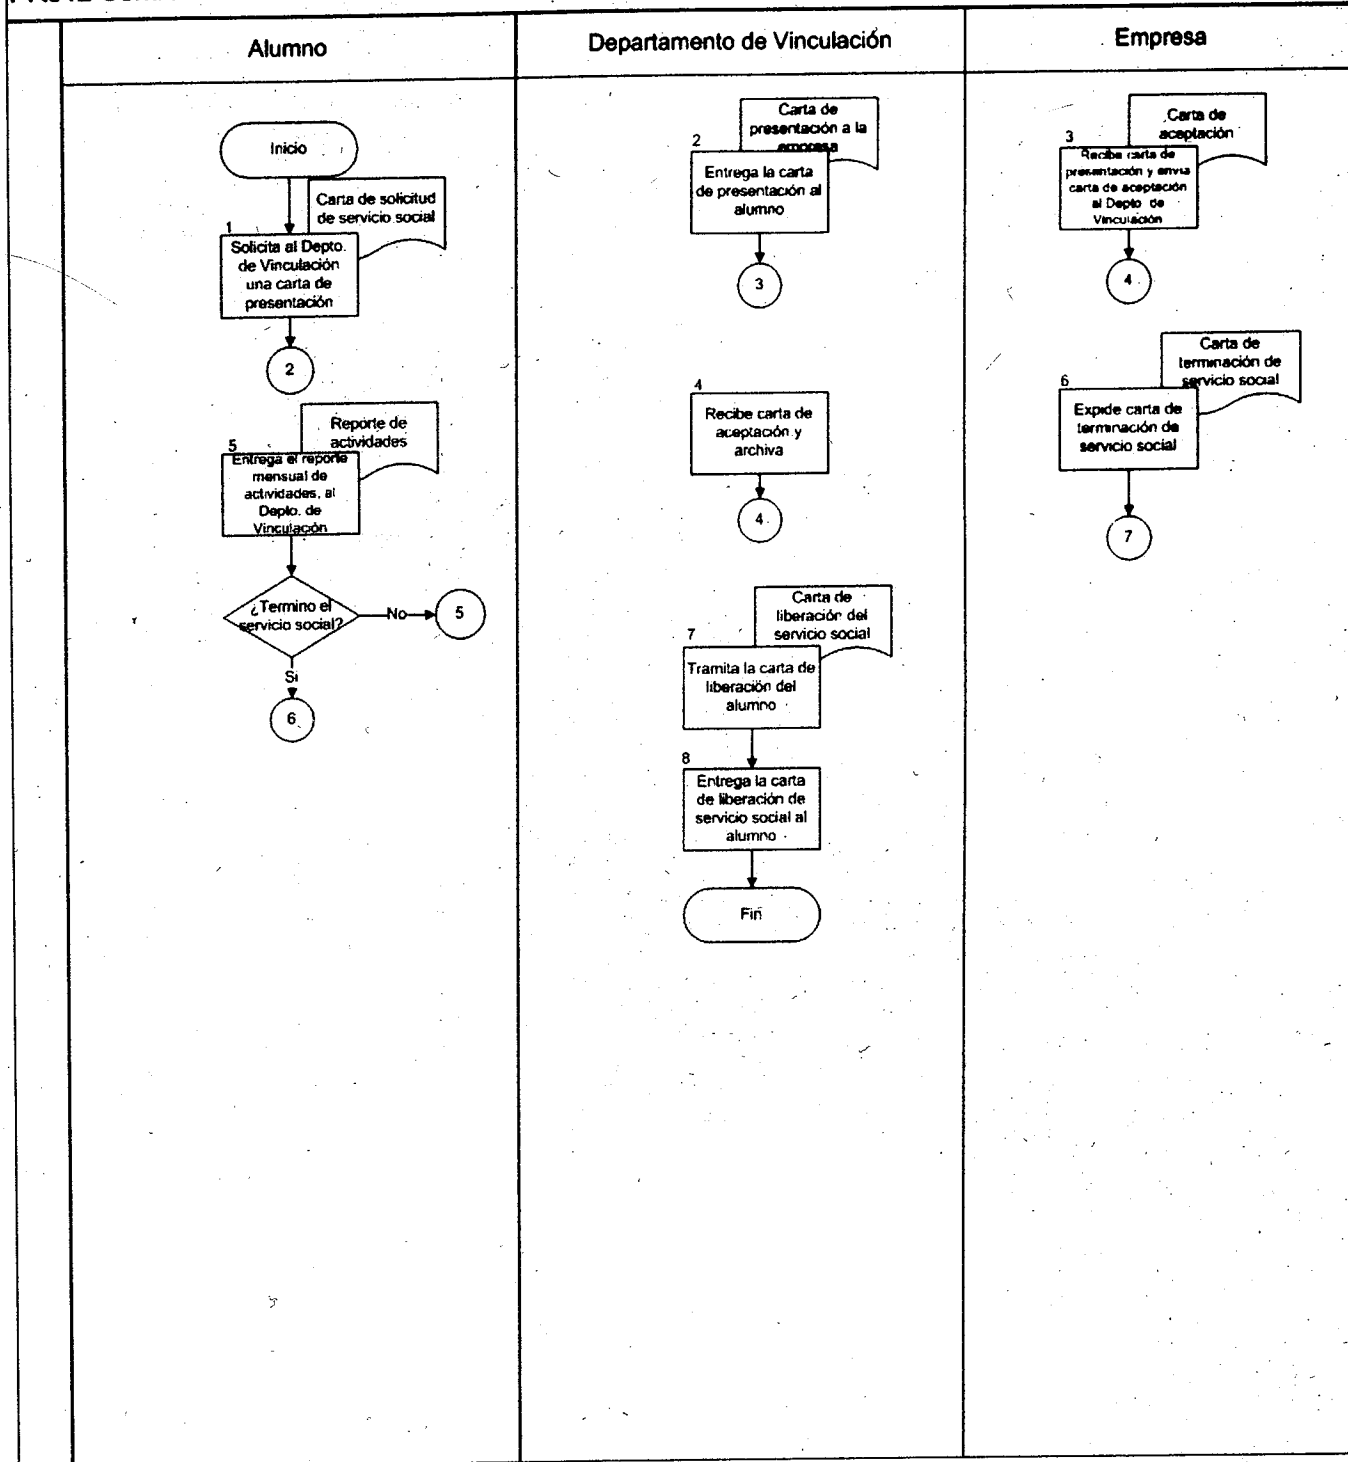 Alumno
Departamento de Vinculación
Empresa
Inicio
Carta de solicitud
de servicio social
1
Solicita al Depto.
de Vinculación
una carta de
presentación
2
Reporte de
actividades
5
Entrega el reporte
mensual de
actividades, al
Depto. de
Vinculación
¿Termino el
servicio social?
No
5
Si
6
Carta de
presentación a la
empresa
2
Entrega la carta
de presentación al
alumno
3
4
Recibe carta de
aceptación y
archiva
4
Carta de
liberación del
servicio social
7
Tramita la carta de
liberación del
alumno
8
Entrega la carta
de liberación de
servicio social al
alumno
Fin
Carta de
aceptación
3
Recibe carta de
presentación y envia
carta de aceptación
al Depto. de
Vinculación
4
Carta de
terminación de
servicio social
6
Expide carta de
terminación de
servicio social
7